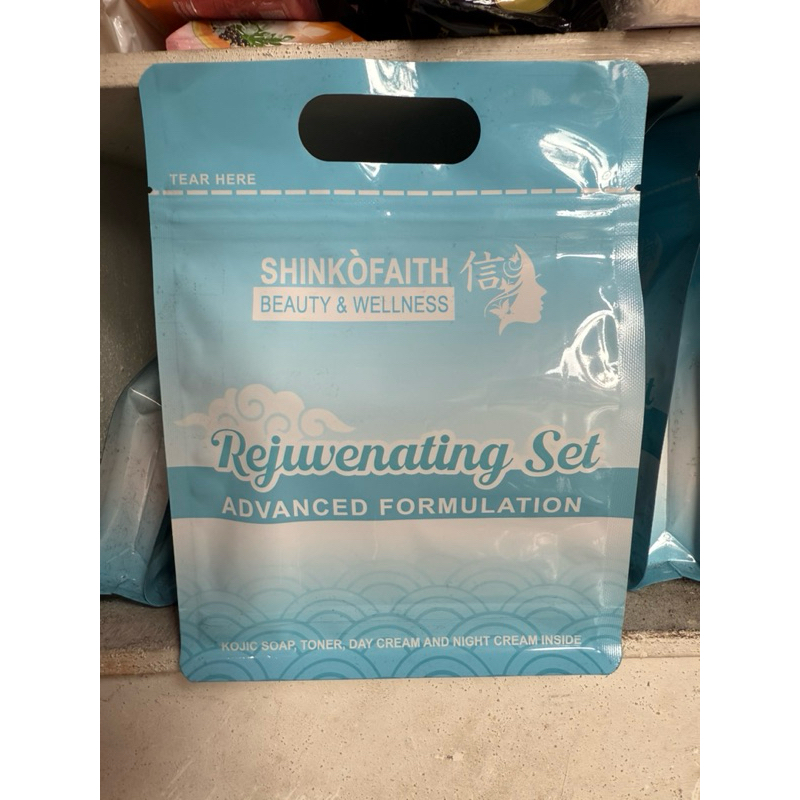 TEAR HERE
SHINKÒFAITH 信
BEAUTY & WELLNESS
Rejuvenating Set
ADVANCED FORMULATION
KOJIC SOAP, TONER, DAY CREAM AND NIGHT CREAM INSIDE